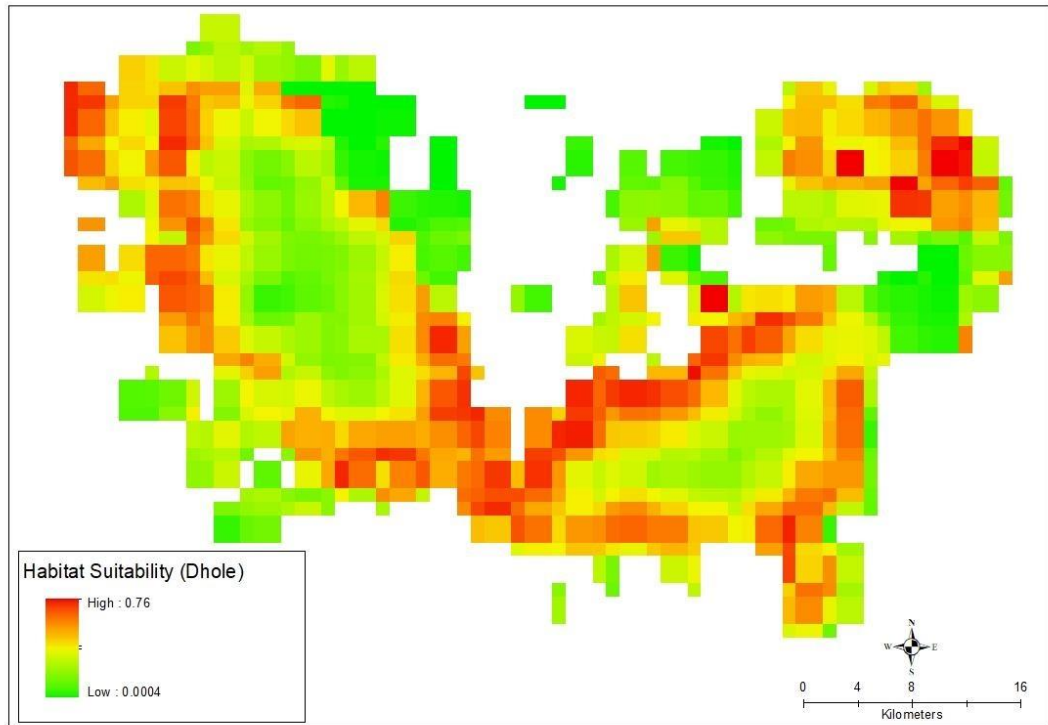 Habitat Suitability (Dhole)
High : 0.76
Low : 0.0004
N
W E
S
0 4 8 16
Kilometers